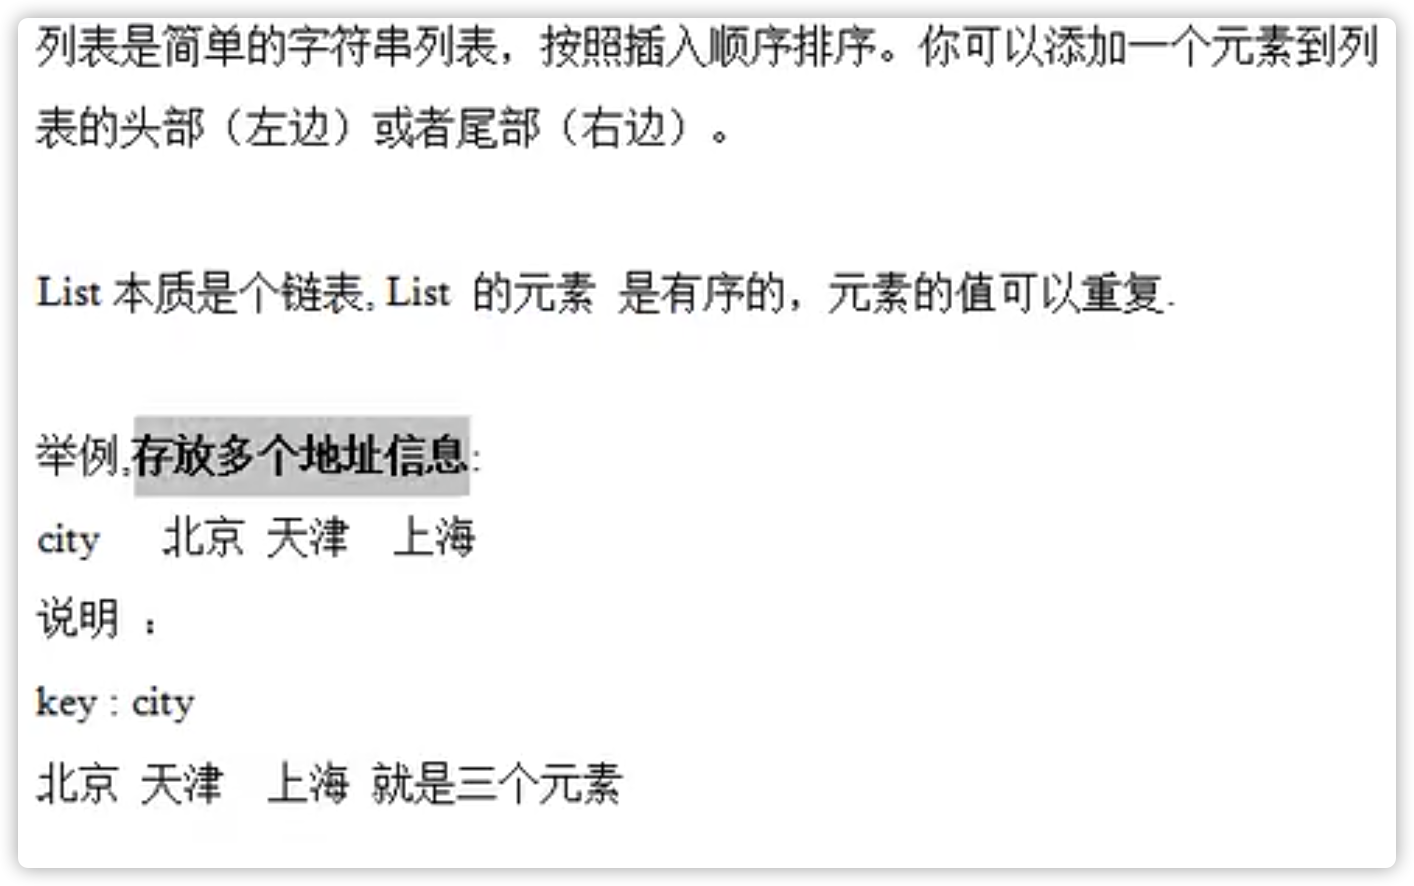 列表是简单的字符串列表，按照插入顺序排序。你可以添加一个元素到列
表的头部（左边）或者尾部（右边）。
List 本质是个链表, List 的元素 是有序的，元素的值可以重复.
举例,存放多个地址信息:
city 北京 天津 上海
说明 ：
key : city
北京 天津 上海 就是三个元素